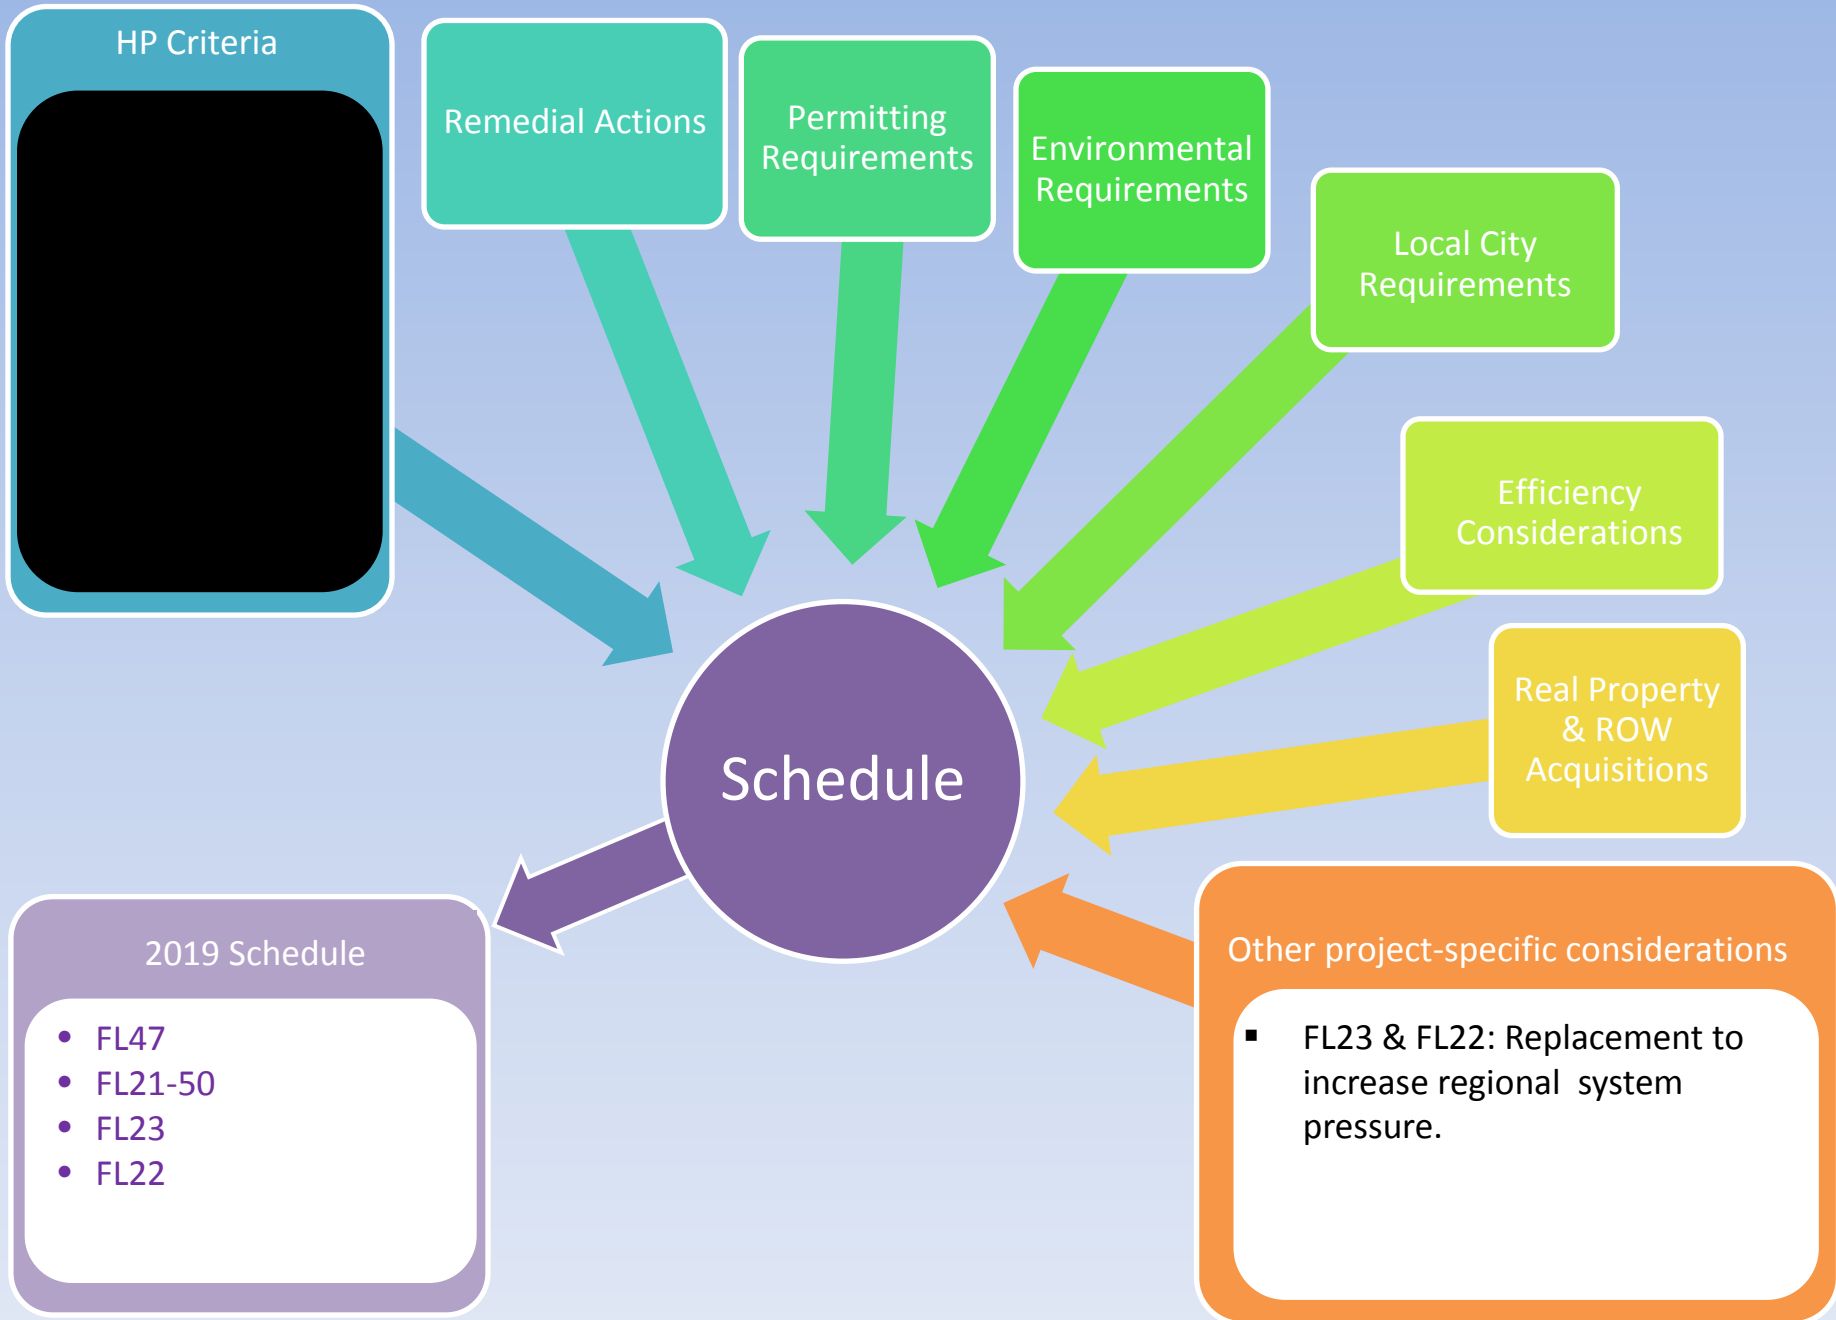 HP Criteria
Remedial Actions
Permitting
Requirements
Environmental
Requirements
Local City
Requirements
Efficiency
Considerations
Real Property
& ROW
Acquisitions
Schedule
2019 Schedule
• FL47
• FL21-50
• FL23
• FL22
Other project-specific considerations
▪ FL23 & FL22: Replacement to
increase regional system
pressure.